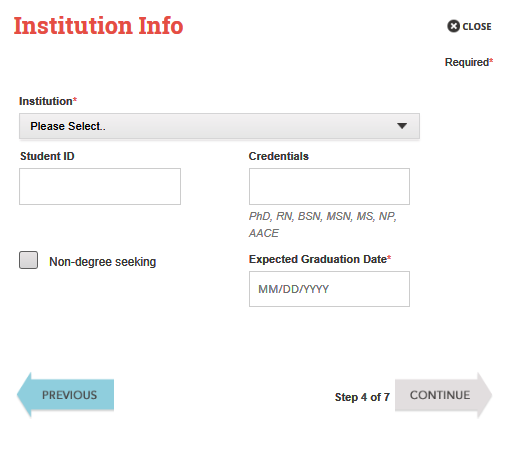 Institution Info
CLOSE
Required*
Institution*
Please Select..
Student ID
Credentials
PhD, RN, BSN, MSN, MS, NP,
AACE
Non-degree seeking
Expected Graduation Date*
MM/DD/YYYY
PREVIOUS
Step 4 of 7
CONTINUE